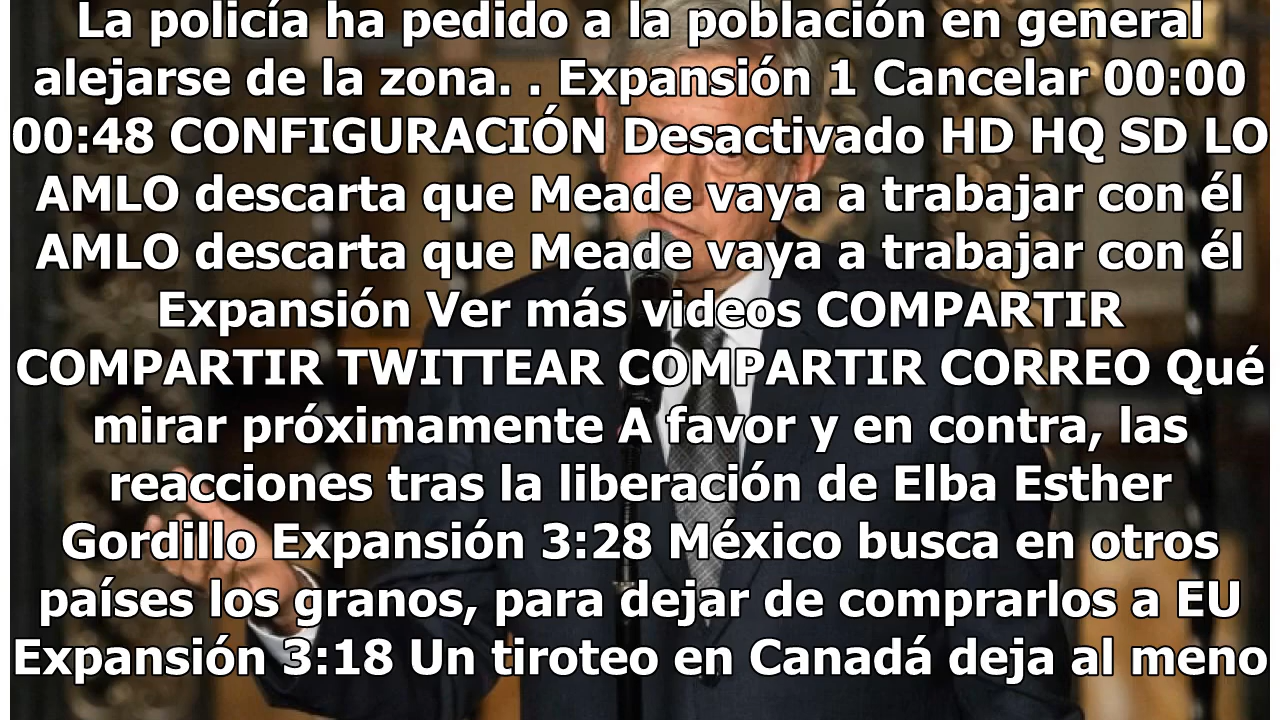 La policía ha pedido a la población en general
alejarse de la zona. . Expansión 1 Cancelar 00:00
00:48 CONFIGURACIÓN Desactivado HD HQ SD LO
AMLO descarta que Meade vaya a trabajar con él
AMLO descarta que Meade vaya a trabajar con él
Expansión Ver más videos COMPARTIR
COMPARTIR TWITTEAR COMPARTIR CORREO Qué
mirar próximamente A favor y en contra, las
reacciones tras la liberación de Elba Esther
Gordillo Expansión 3:28 México busca en otros
países los granos, para dejar de comprarlos a EU
Expansión 3:18 Un tiroteo en Canadá deja al meno